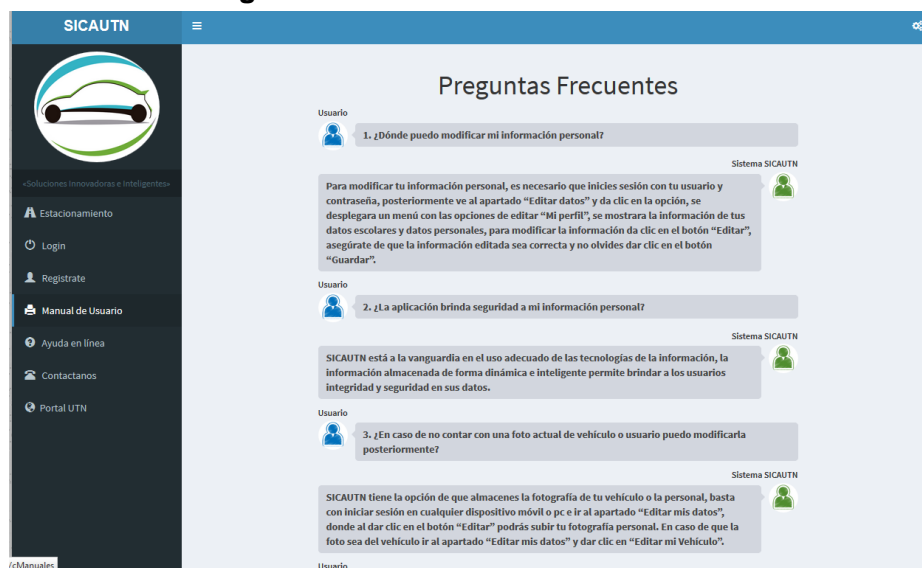 SICAUTN
«Soluciones Innovadoras e Inteligentes»
Estacionamiento
Login
Registrate
Manual de Usuario
Ayuda en línea
Contactanos
Portal UTN
/cManuales
Preguntas Frecuentes
Usuario
1. ¿Dónde puedo modificar mi información personal?
Sistema SICAUTN
Para modificar tu información personal, es necesario que inicies sesión con tu usuario y
contraseña, posteriormente ve al apartado “Editar datos” y da clic en la opción, se
desplegara un menú con las opciones de editar “Mi perfil”, se mostrara la información de tus
datos escolares y datos personales, para modificar la información da clic en el botón “Editar”,
asegúrate de que la información editada sea correcta y no olvides dar clic en el botón
“Guardar”.
Usuario
2. ¿La aplicación brinda seguridad a mi información personal?
Sistema SICAUTN
SICAUTN está a la vanguardia en el uso adecuado de las tecnologías de la información, la
información almacenada de forma dinámica e inteligente permite brindar a los usuarios
integridad y seguridad en sus datos.
Usuario
3. ¿En caso de no contar con una foto actual de vehículo o usuario puedo modificarla
posteriormente?
Sistema SICAUTN
SICAUTN tiene la opción de que almacenes la fotografía de tu vehículo o la personal, basta
con iniciar sesión en cualquier dispositivo móvil o pc e ir al apartado “Editar mis datos”,
donde al dar clic en el botón “Editar” podrás subir tu fotografía personal. En caso de que la
foto sea del vehículo ir al apartado “Editar mis datos” y dar clic en “Editar mi Vehículo”.
Usuario